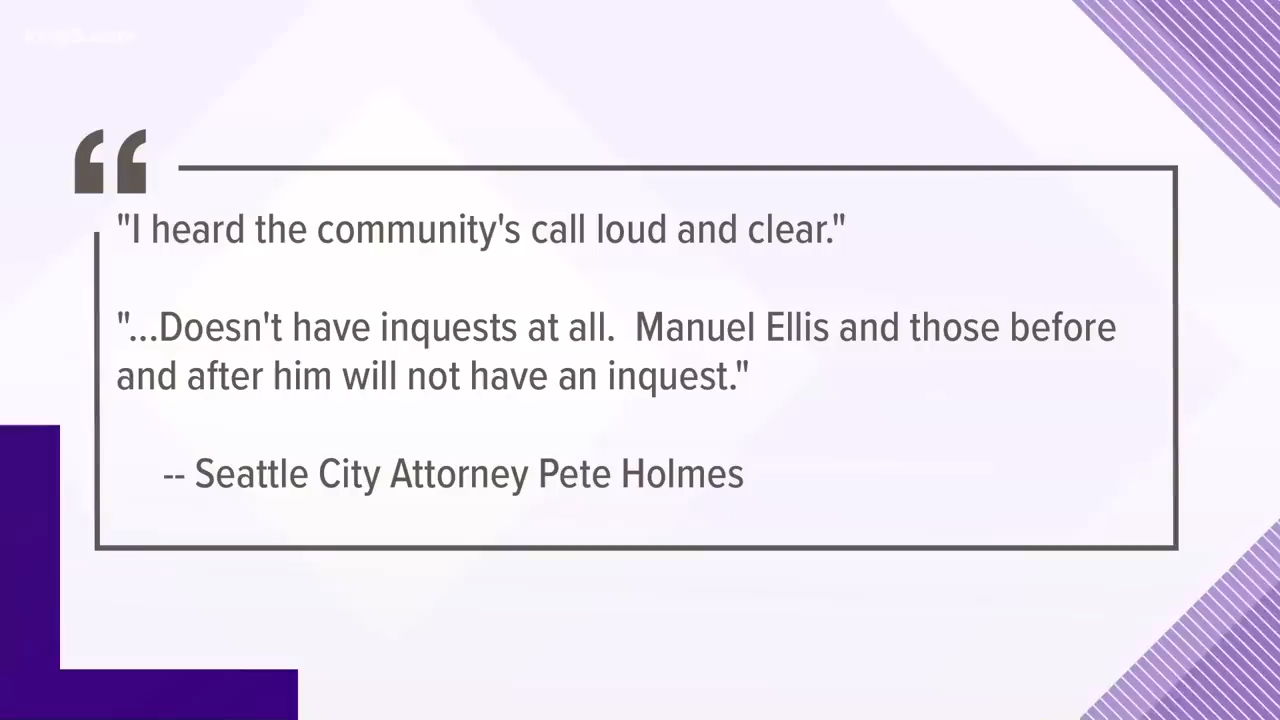 "I heard the community's call loud and clear."
"...Doesn't have inquests at all.  Manuel Ellis and those before
and after him will not have an inquest."
-- Seattle City Attorney Pete Holmes